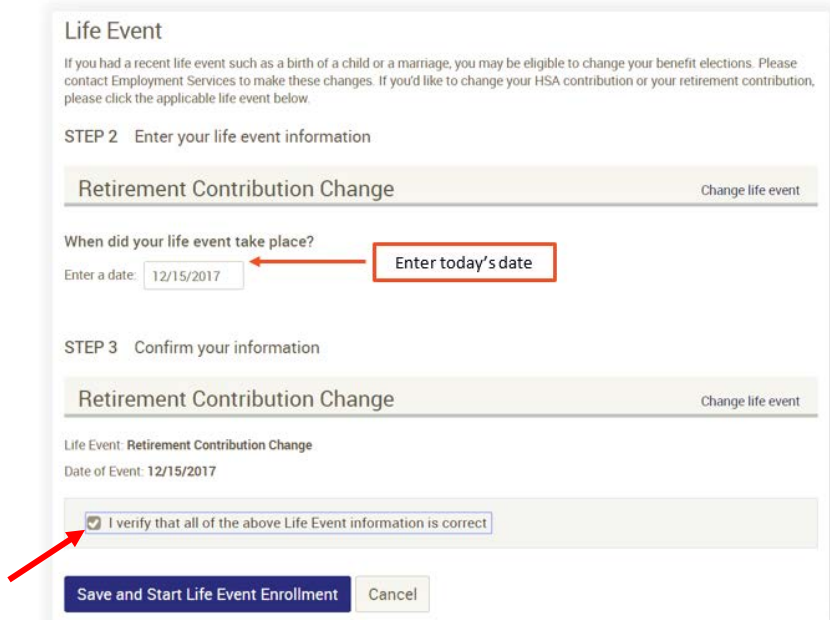 Life Event
If you had a recent life event such as a birth of a child or a marriage, you may be eligible to change your benefit elections. Please
contact Employment Services to make these changes. If you'd like to change your HSA contribution or your retirement contribution,
please click the applicable life event below.
STEP 2 Enter your life event information
Retirement Contribution Change
Change life event
When did your life event take place?
Enter a date: 12/15/2017
Enter today's date
STEP 3 Confirm your information
Retirement Contribution Change
Change life event
Life Event: Retirement Contribution Change
Date of Event: 12/15/2017
I verify that all of the above Life Event information is correct
Save and Start Life Event Enrollment
Cancel